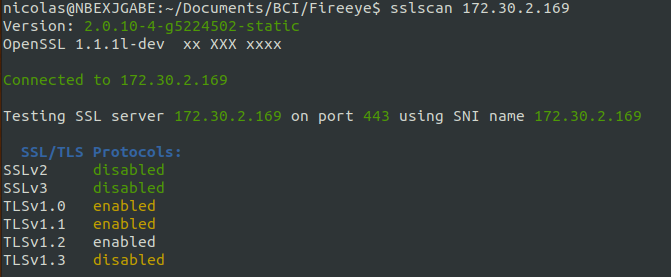 nicolas@NBEXJGABE:~/Documents/BCI/Fireeye$ sslscan 172.30.2.169
Version: 2.0.10-4-g5224502-static
OpenSSL 1.1.1l-dev  xx XXX xxxx
Connected to 172.30.2.169
Testing SSL server 172.30.2.169 on port 443 using SNI name 172.30.2.169
SSL/TLS Protocols:
SSLv2     disabled
SSLv3     disabled
TLSv1.0   enabled
TLSv1.1   enabled
TLSv1.2   enabled
TLSv1.3   disabled